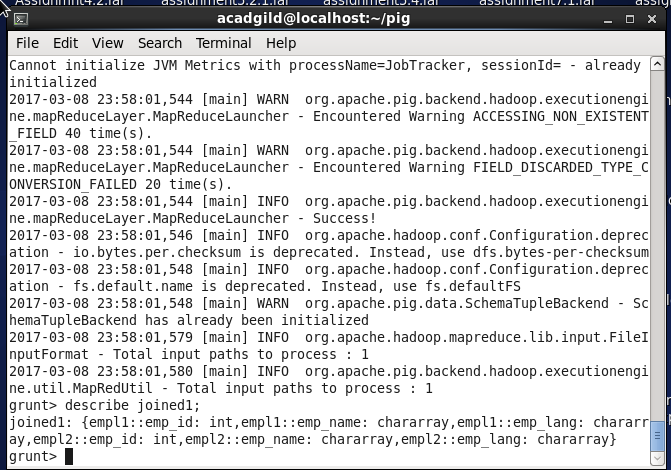 Assignmnt4.2.jar assignment5.2.1.jar assignment5.4.jar assignment7.1.jar
acadgild@localhost:~/pig
File Edit View Search Terminal Help
Cannot initialize JVM Metrics with processName=JobTracker, sessionId= - already
initialized
2017-03-08 23:58:01,544 [main] WARN  org.apache.pig.backend.hadoop.executionengi
ne.mapReduceLayer.MapReduceLauncher - Encountered Warning ACCESSING_NON_EXISTENT
_FIELD 40 time(s).
2017-03-08 23:58:01,544 [main] WARN  org.apache.pig.backend.hadoop.executionengi
ne.mapReduceLayer.MapReduceLauncher - Encountered Warning FIELD_DISCARDED_TYPE_C
ONVERSION_FAILED 20 time(s).
2017-03-08 23:58:01,544 [main] INFO  org.apache.pig.backend.hadoop.executionengi
ne.mapReduceLayer.MapReduceLauncher - Success!
2017-03-08 23:58:01,546 [main] INFO  org.apache.hadoop.conf.Configuration.deprec
ation - io.bytes.per.checksum is deprecated. Instead, use dfs.bytes-per-checksum
2017-03-08 23:58:01,548 [main] INFO  org.apache.hadoop.conf.Configuration.deprec
ation - fs.default.name is deprecated. Instead, use fs.defaultFS
2017-03-08 23:58:01,548 [main] WARN  org.apache.pig.data.SchemaTupleBackend - Sc
hemaTupleBackend has already been initialized
2017-03-08 23:58:01,579 [main] INFO  org.apache.hadoop.mapreduce.lib.input.FileI
nputFormat - Total input paths to process : 1
2017-03-08 23:58:01,580 [main] INFO  org.apache.pig.backend.hadoop.executionengi
ne.util.MapRedUtil - Total input paths to process : 1
grunt> describe joined1;
joined1: {empl1::emp_id: int,empl1::emp_name: chararray,empl1::emp_lang: chararr
ay,empl2::emp_id: int,empl2::emp_name: chararray,empl2::emp_lang: chararray}
grunt>